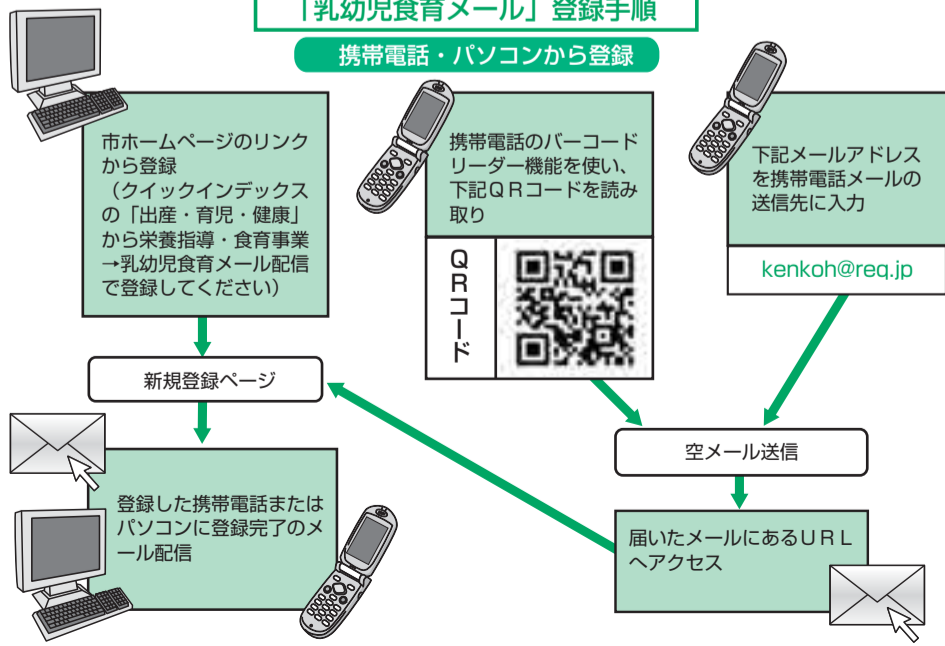 「乳幼児食育メール」登録手順
携帯電話・パソコンから登録
市ホームページのリンク
から登録
（クイックインデックス
の「出産・育児・健康」
から栄養指導・食育事業
→乳幼児食育メール配信
で登録してください）
携帯電話のバーコード
リーダー機能を使い、
下記ＱＲコードを読み
取り
ＱＲコード
下記メールアドレス
を携帯電話メールの
送信先に入力
kenkoh@req.jp
新規登録ページ
空メール送信
登録した携帯電話または
パソコンに登録完了のメ
ール配信
届いたメールにあるＵＲＬ
へアクセス